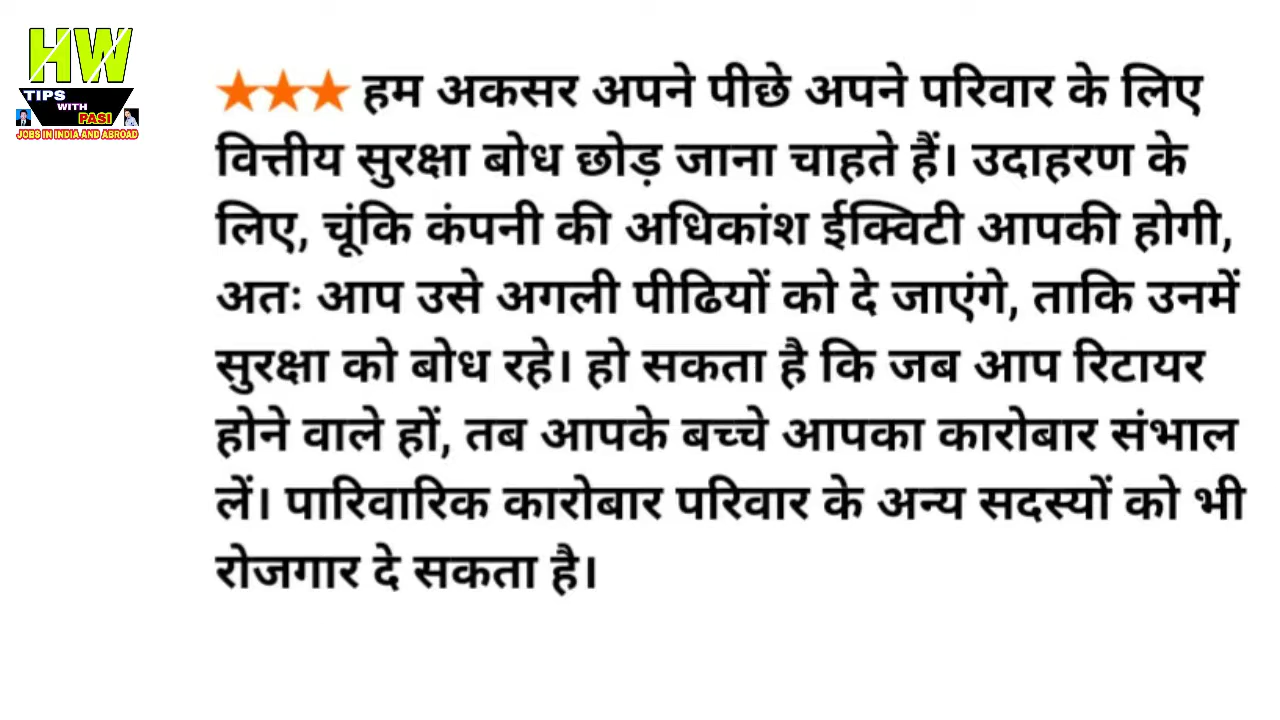 HW
TIPS
WITH
PASI
JOBS IN INDIA AND ABROAD
★★★ हम अकसर अपने पीछे अपने परिवार के लिए
वित्तीय सुरक्षा बोध छोड़ जाना चाहते हैं। उदाहरण के
लिए, चूंकि कंपनी की अधिकांश ईक्विटी आपकी होगी,
अतः आप उसे अगली पीढियों को दे जाएंगे, ताकि उनमें
सुरक्षा को बोध रहे। हो सकता है कि जब आप रिटायर
होने वाले हों, तब आपके बच्चे आपका कारोबार संभाल
लें। पारिवारिक कारोबार परिवार के अन्य सदस्यों को भी
रोजगार दे सकता है।